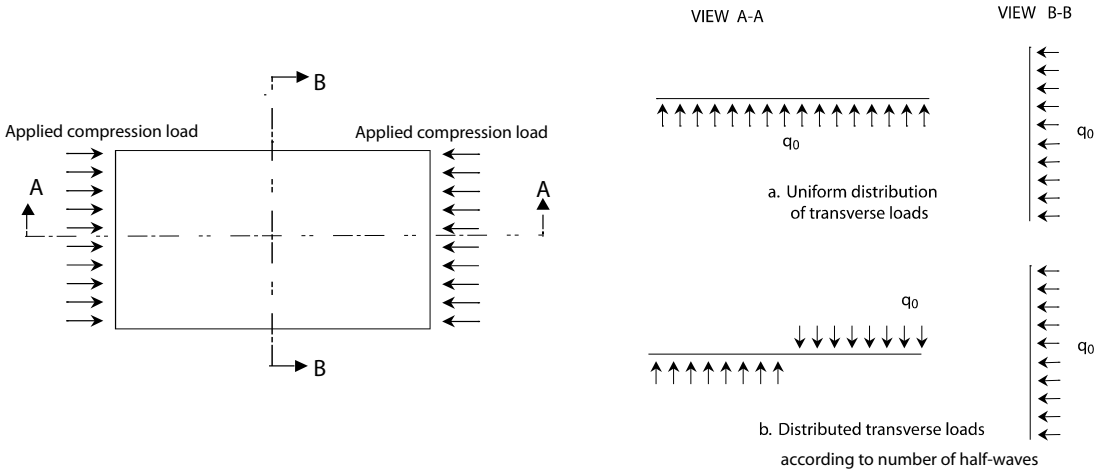 VIEW A-A
VIEW B-B
B
Applied compression load
Applied compression load
A
A
B
q0
q0
a. Uniform distribution
of transverse loads
q0
q0
b. Distributed transverse loads
according to number of half-waves